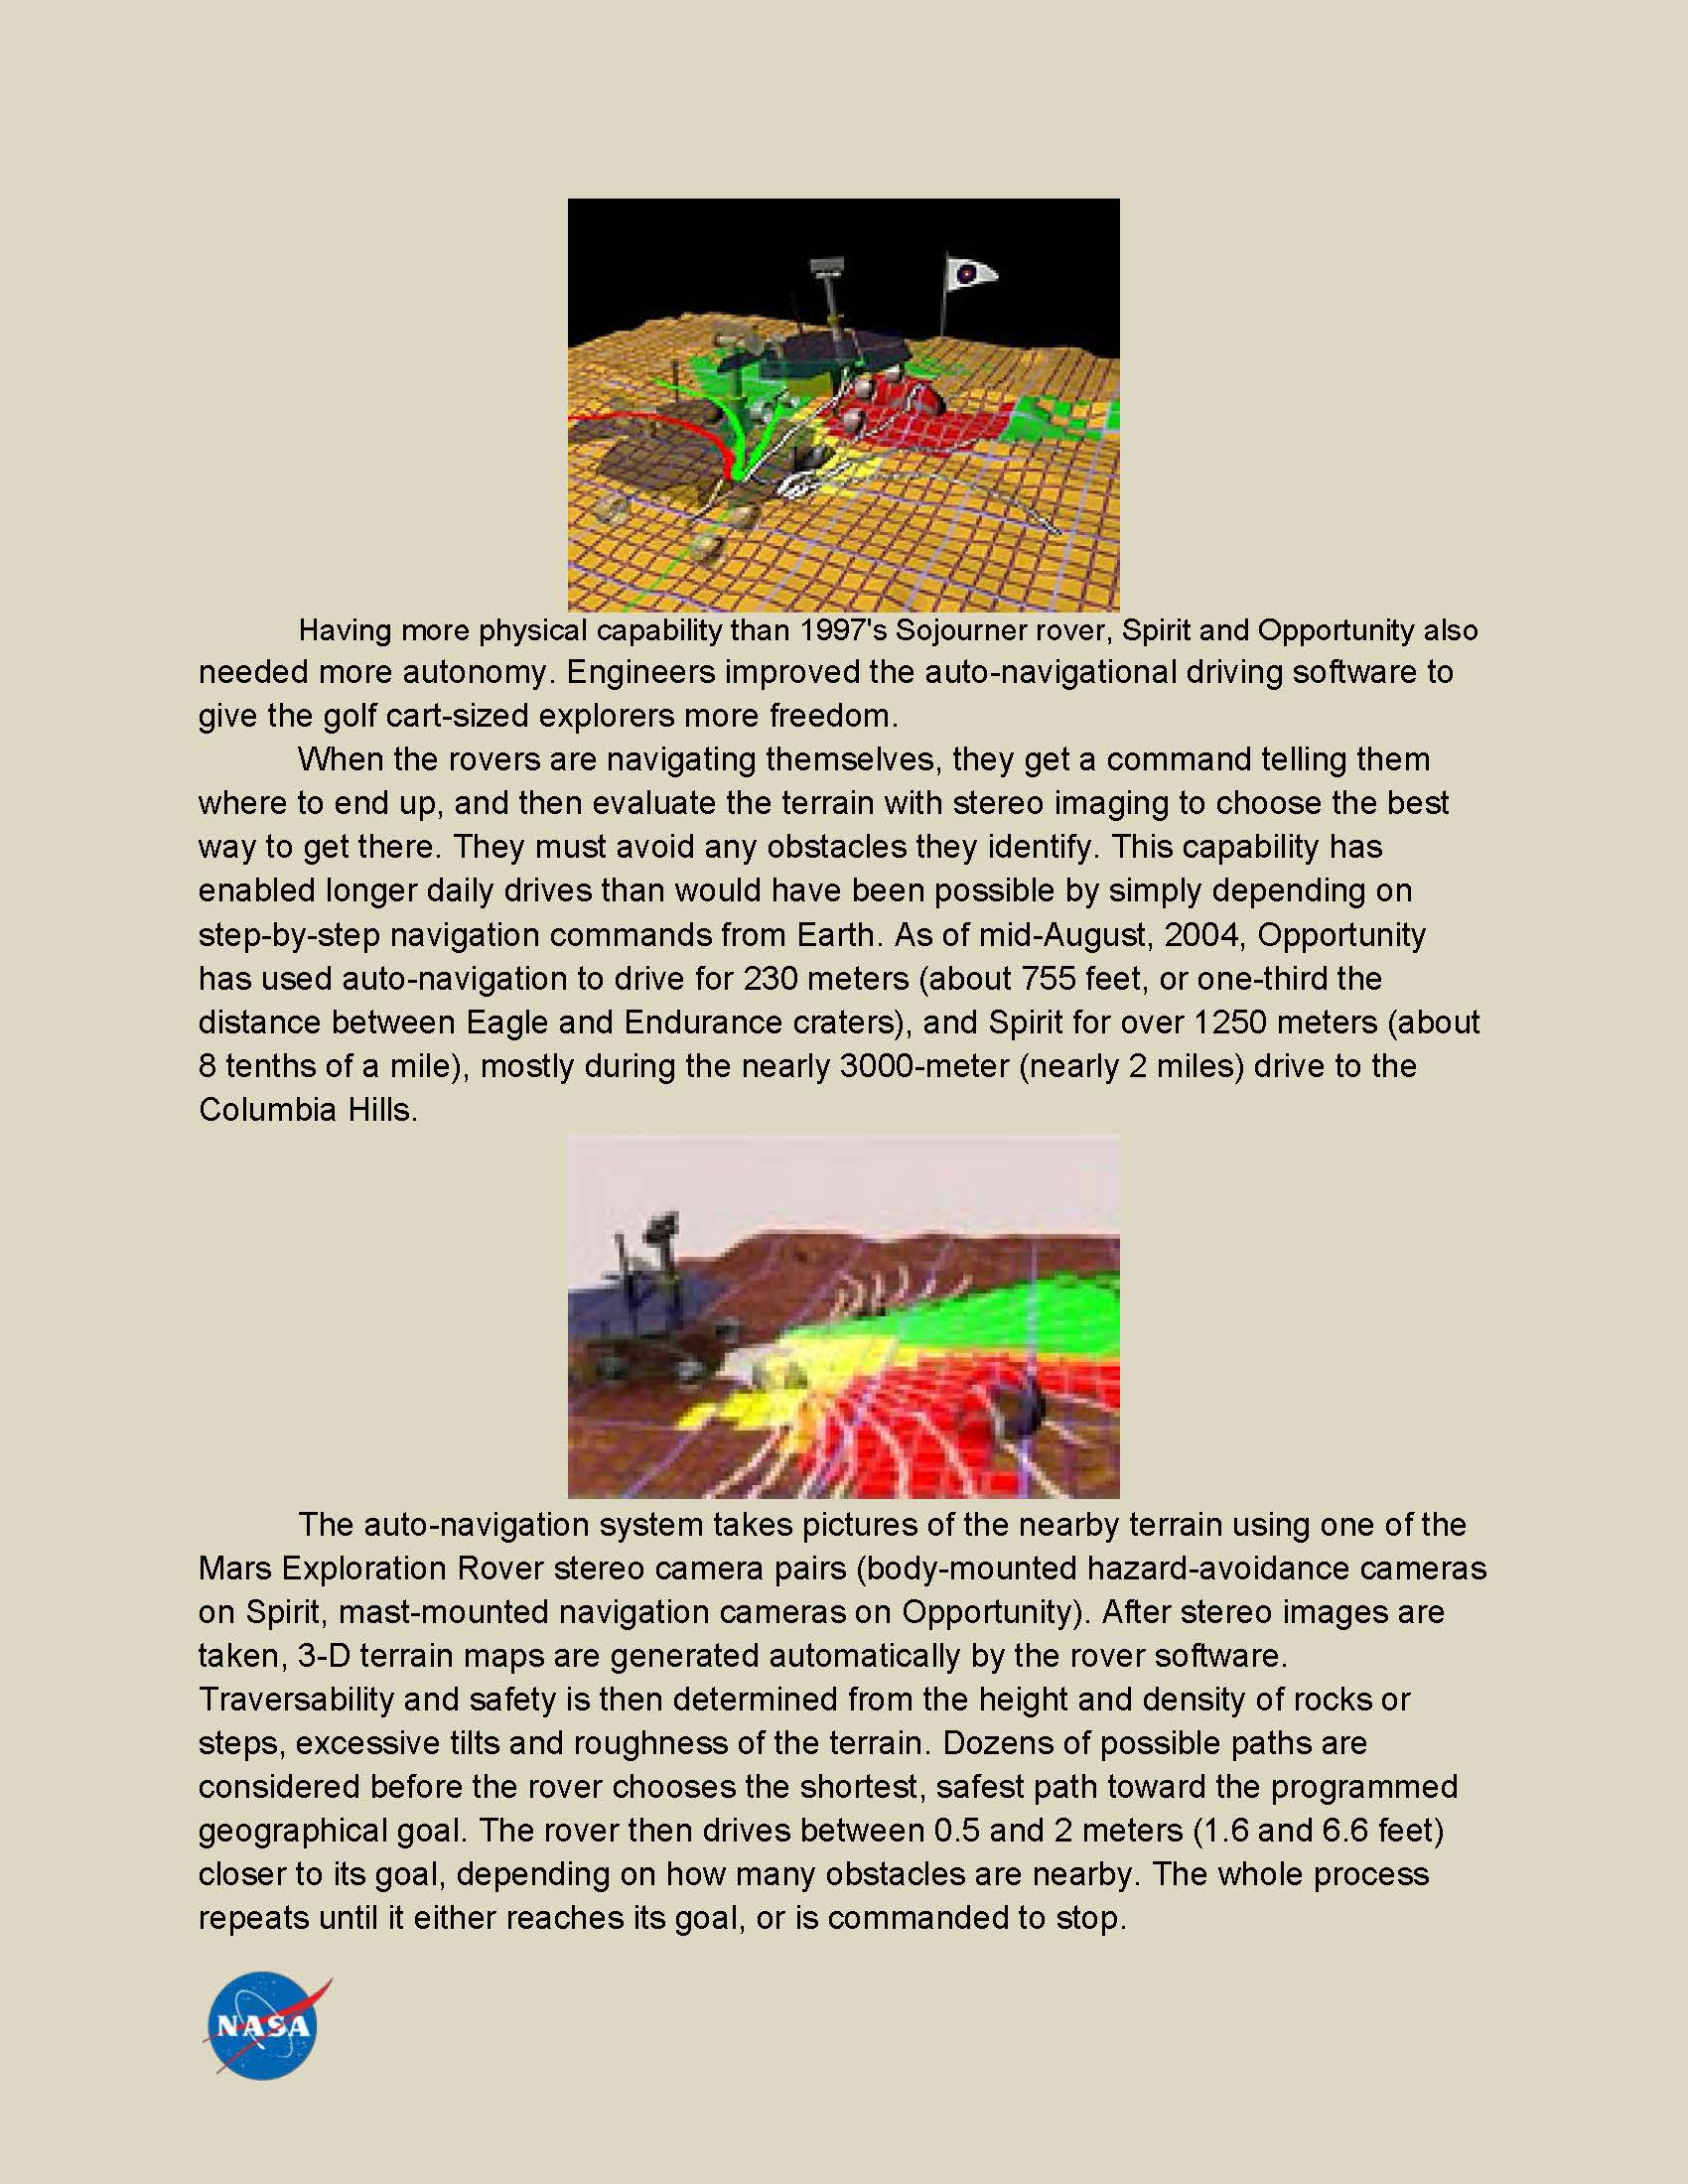 Having more physical capability than 1997's Sojourner rover, Spirit and Opportunity also
needed more autonomy. Engineers improved the auto-navigational driving software to
give the golf cart-sized explorers more freedom.
When the rovers are navigating themselves, they get a command telling them
where to end up, and then evaluate the terrain with stereo imaging to choose the best
way to get there. They must avoid any obstacles they identify. This capability has
enabled longer daily drives than would have been possible by simply depending on
step-by-step navigation commands from Earth. As of mid-August, 2004, Opportunity
has used auto-navigation to drive for 230 meters (about 755 feet, or one-third the
distance between Eagle and Endurance craters), and Spirit for over 1250 meters (about
8 tenths of a mile), mostly during the nearly 3000-meter (nearly 2 miles) drive to the
Columbia Hills.
The auto-navigation system takes pictures of the nearby terrain using one of the
Mars Exploration Rover stereo camera pairs (body-mounted hazard-avoidance cameras
on Spirit, mast-mounted navigation cameras on Opportunity). After stereo images are
taken, 3-D terrain maps are generated automatically by the rover software.
Traversability and safety is then determined from the height and density of rocks or
steps, excessive tilts and roughness of the terrain. Dozens of possible paths are
considered before the rover chooses the shortest, safest path toward the programmed
geographical goal. The rover then drives between 0.5 and 2 meters (1.6 and 6.6 feet)
closer to its goal, depending on how many obstacles are nearby. The whole process
repeats until it either reaches its goal, or is commanded to stop.
NASA